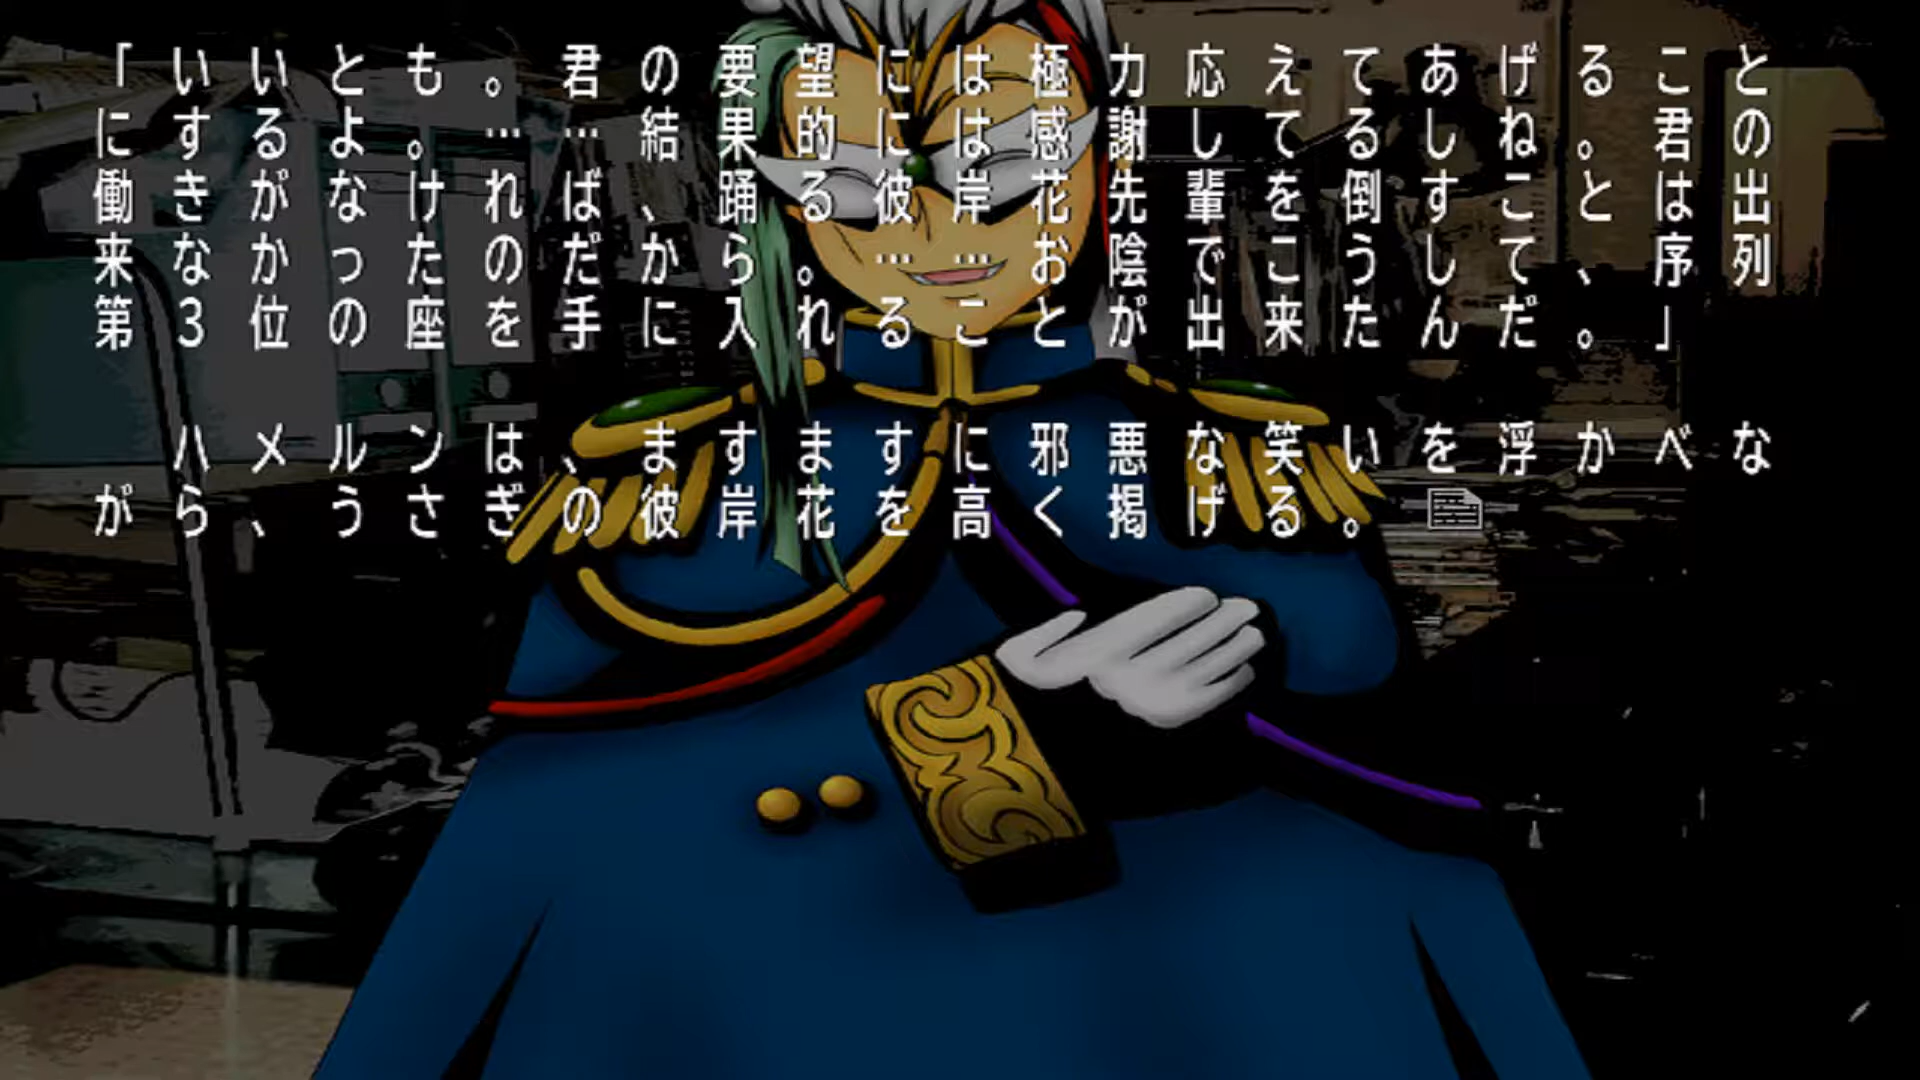 「いいとも。君の要望には極力応えてあげること
にするよ。……結果的には感謝してるしね。君の
働きがなければ、踊る彼岸花先輩を倒すことは出
来なかったのだから。……お陰でこうして、序列
第３位の座を手に入れることが出来たんだ。」
ハメルンは、ますますに邪悪な笑いを浮かべな
がら、うさぎの彼岸花を高く掲げる。